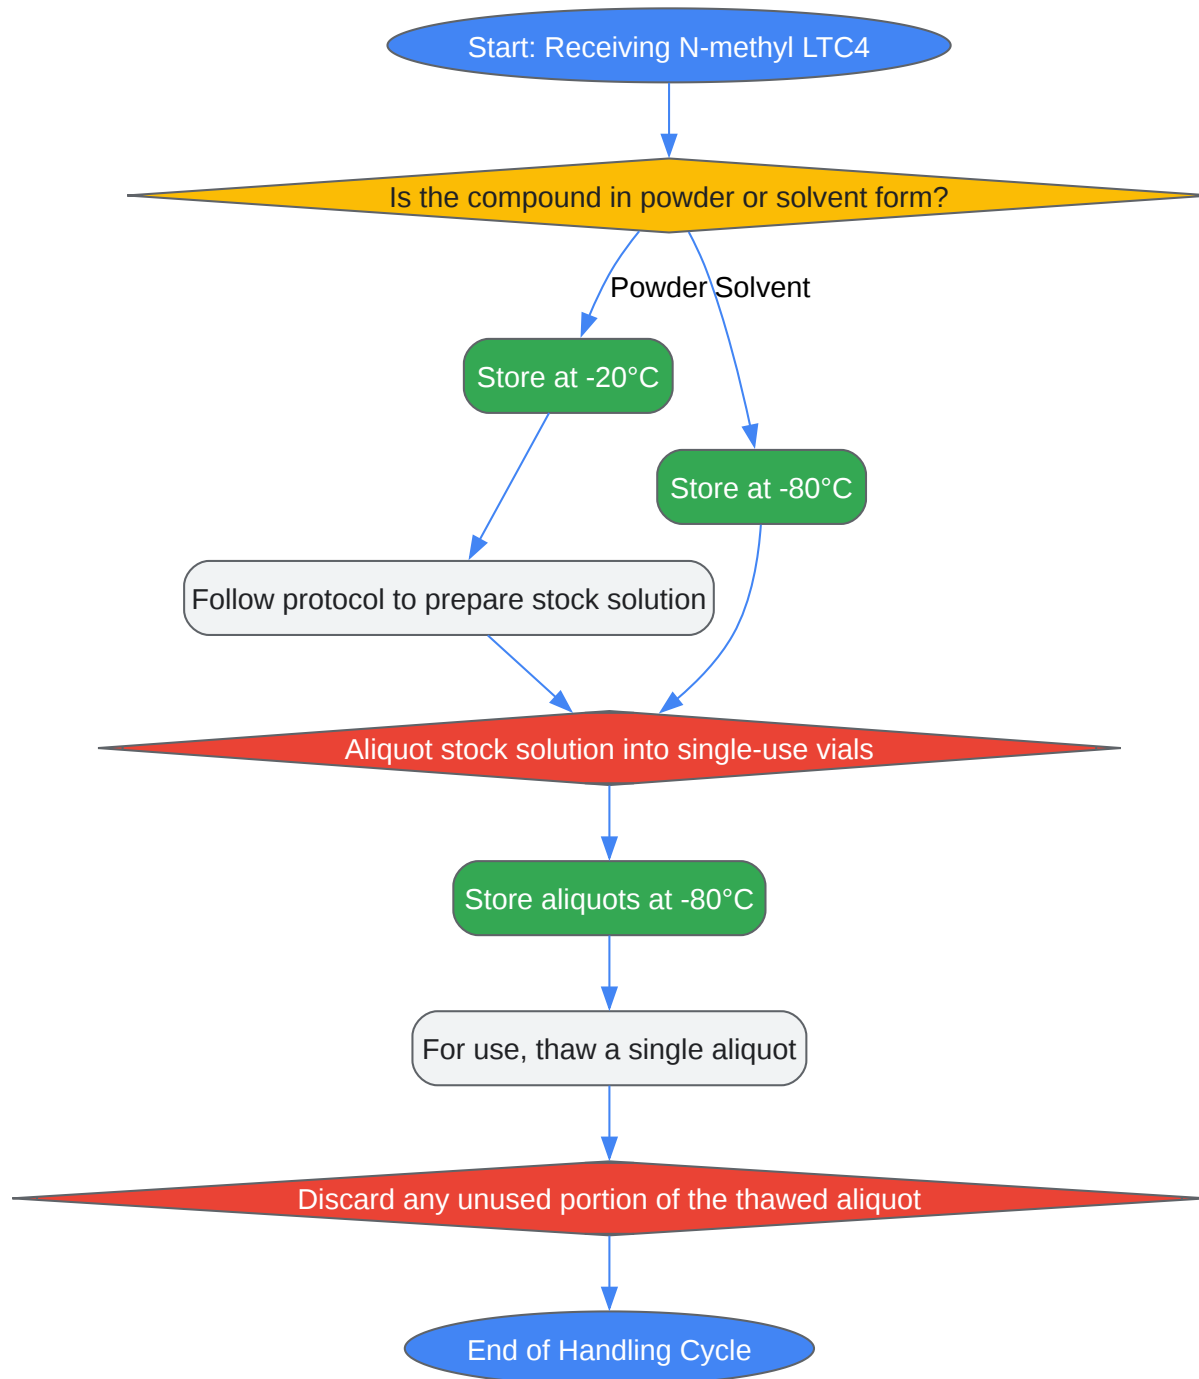 Start: Receiving N-methyl LTC4
Is the compound in powder or solvent form?
Powder
Solvent
Store at -20°C
Store at -80°C
Follow protocol to prepare stock solution
Aliquot stock solution into single-use vials
Store aliquots at -80°C
For use, thaw a single aliquot
Discard any unused portion of the thawed aliquot
End of Handling Cycle